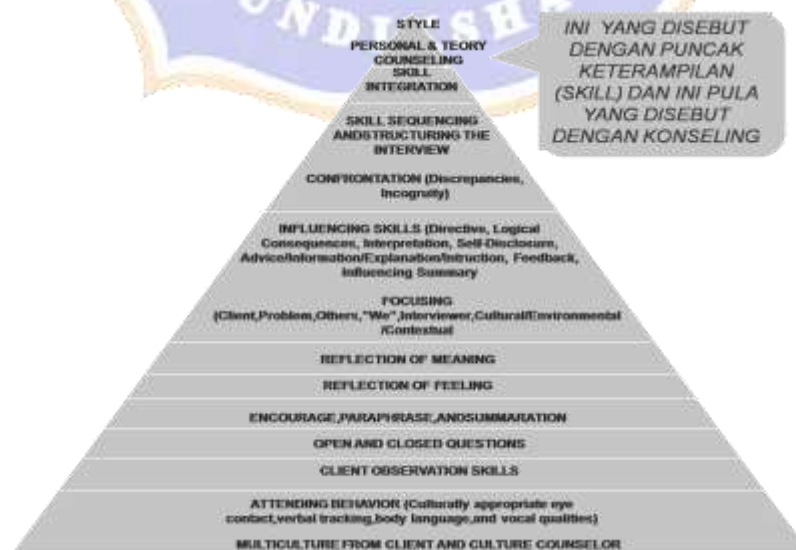 UNDIKSHA
STYLE
PERSONAL & TEORY
COUNSELING
SKILL
INTEGRATION
INI YANG DISEBUT
DENGAN PUNCAK
KETERAMPILAN
(SKILL) DAN INI PULA
YANG DISEBUT
DENGAN KONSELING
SKILL SEQUENCING
ANDSTRUCTURING THE
INTERVIEW
CONFRONTATION (Discrepancies,
Incogruity)
INFLUENCING SKILLS (Directive, Logical
Consequences, Interpretation, Self-Disclosure,
Advice/Information/Explanation/Intruction, Feedback,
Influencing Summary
FOCUSING
(Client,Problem,Others,"We",Interviewer,Cultural/Environmental
/Contextual
REFLECTION OF MEANING
REFLECTION OF FEELING
ENCOURAGE,PARAPHRASE,ANDSUMMARATION
OPEN AND CLOSED QUESTIONS
CLIENT OBSERVATION SKILLS
ATTENDING BEHAVIOR (Culturally appropriate eye
contact,verbal tracking,body language,and vocal qualities)
MULTICULTURE FROM CLIENT AND CULTURE COUNSELOR